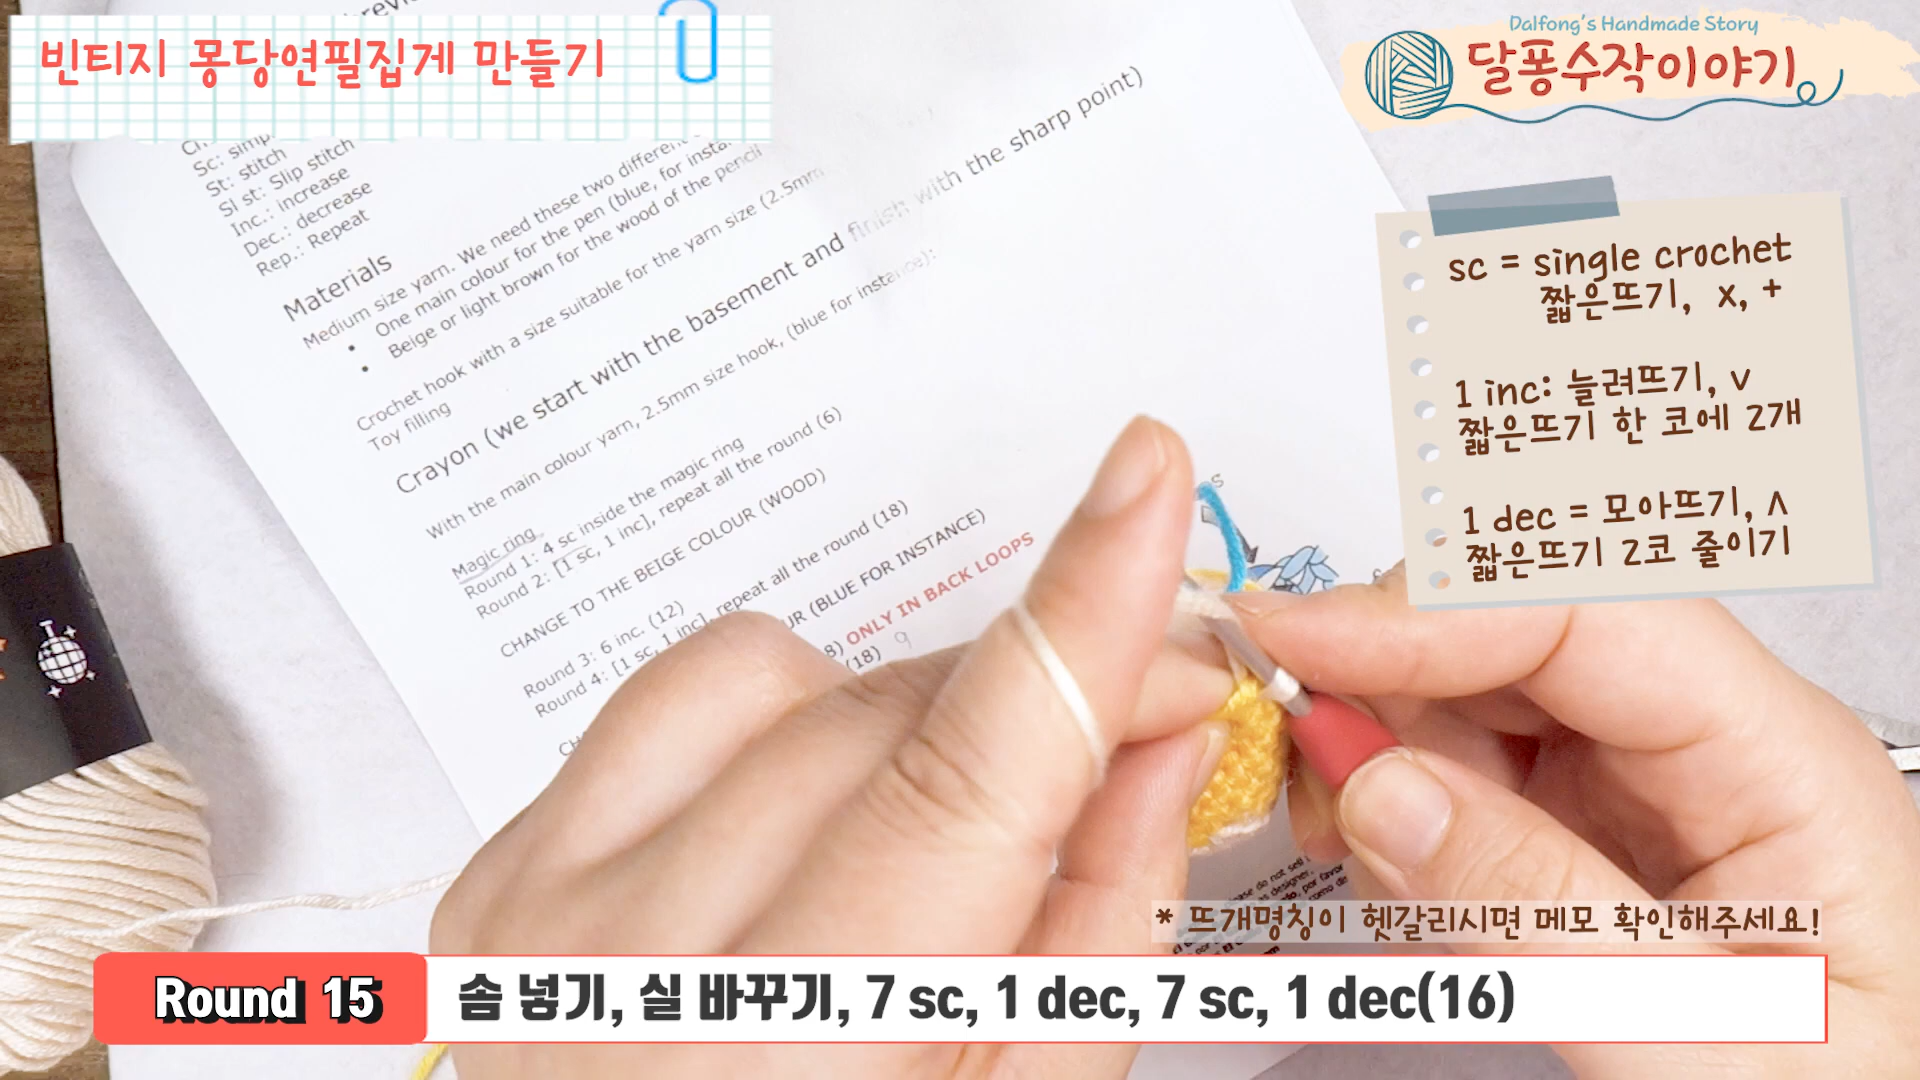 빈티지 몽당연필집게 만들기
Dalfong's Handmade Story
달퐁수작이야기
Sc: simp
St: stitch
Sl st: Slip stitch
Inc.: increase
Dec.: decrease
Rep.: Repeat
Materials
Medium size yarn. We need these two different
• One main colour for the pen (blue, for insta
• Beige or light brown for the wood of the pencil
Crochet hook with a size suitable for the yarn size (2.5mm
Toy filling
Crayon (we start with the basement and finish with the sharp point)
With the main colour yarn, 2.5mm size hook, (blue for instance):
Magic ring
Round 1: 4 sc inside the magic ring
Round 2: [1 sc, 1 inc], repeat all the round (6)
CHANGE TO THE BEIGE COLOUR (WOOD)
Round 3: 6 inc. (12)
Round 4: [1 sc, 1 inc], repeat all the round (18)
UR (BLUE FOR INSTANCE)
8) ONLY IN BACK LOOPS
(18) 9
sc = single crochet
짧은뜨기, x, +
1 inc: 늘려뜨기, v
짧은뜨기 한 코에 2개
1 dec = 모아뜨기, ʌ
짧은뜨기 2코 줄이기
* 뜨개명칭이 헷갈리시면 메모 확인해주세요!
Round 15
솜 넣기, 실 바꾸기, 7 sc, 1 dec, 7 sc, 1 dec(16)